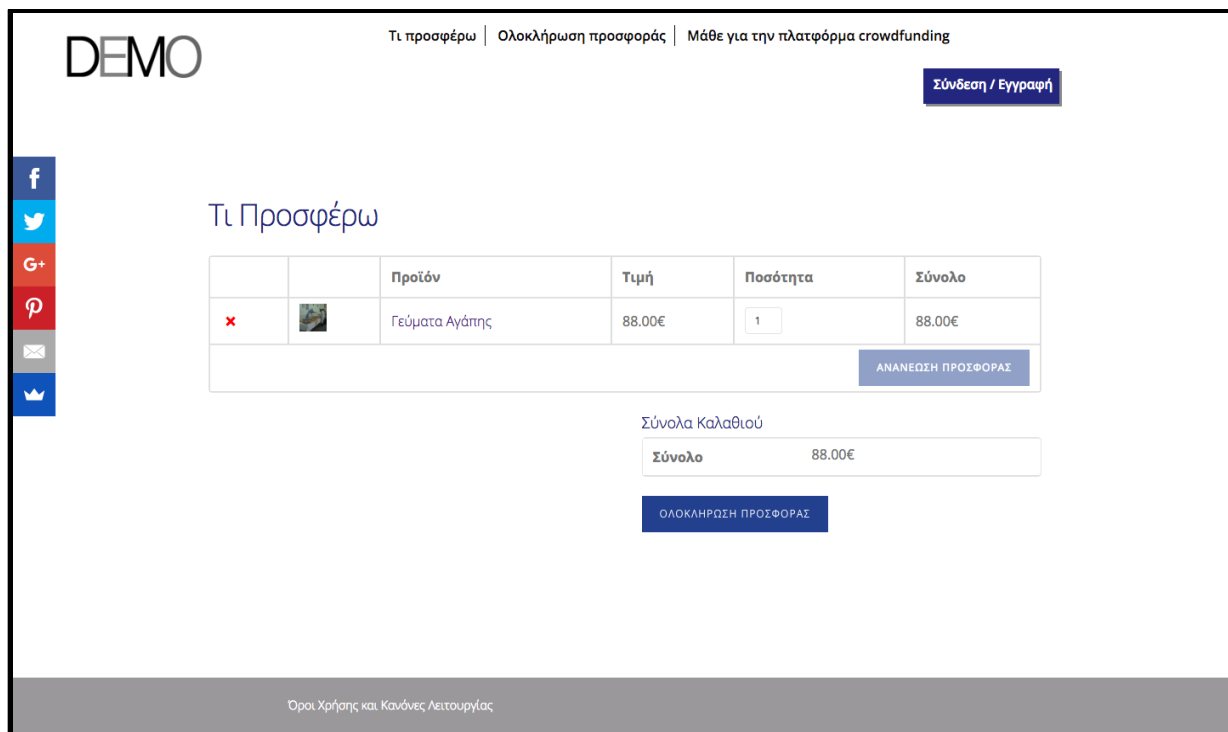 DEMO
Τι προσφέρω | Ολοκλήρωση προσφοράς | Μάθε για την πλατφόρμα crowdfunding
Σύνδεση / Εγγραφή
f
G+
Τι Προσφέρω
Προϊόν Τιμή Ποσότητα Σύνολο
Γεύματα Αγάπης 88.00€ 1 88.00€
ΑΝΑΝΕΩΣΗ ΠΡΟΣΦΟΡΑΣ
Σύνολα Καλαθιού
Σύνολο 88.00€
ΟΛΟΚΛΗΡΩΣΗ ΠΡΟΣΦΟΡΑΣ
Όροι Χρήσης και Κανόνες Λειτουργίας